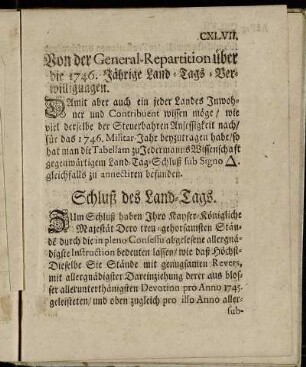 CXLVII.
Von der General-Repartition über
die 1746. Jährige Land-Tags-Ver-
willigungen.
DAmit aber auch ein jeder Landes Inwoh-
ner und Contribuent wissen möge/ wie
viel derselbe der Steuerbahren Ansessigkeit nach/
für das 1746. Militar-Jahr beyzutragen habe/ so
hat man die Tabellam zu Jedermanns Wissenschaft
gegenwärtigem Land-Tag-Schluß sub Signo Δ.
gleichfalls zu annectiren befunden.
Schluß des Land-Tags.
ZUm Schluß haben Ihro Kayser-Königliche
Majestät Dero treu-gehorsamsten Stän-
de durch die in pleno Consessu abgelesene allergnä-
digste Instruction bedeuten lassen/ wie daß Höchst-
Dieselbe Sie Stände mit genugsamen Revers,
mit allergnädigster Dareinziehung derer aus blos-
ser allerunterthänigsten Devotion pro Anno 1745.
geleisteten/ und oben zugleich pro illo Anno aller-
sub-